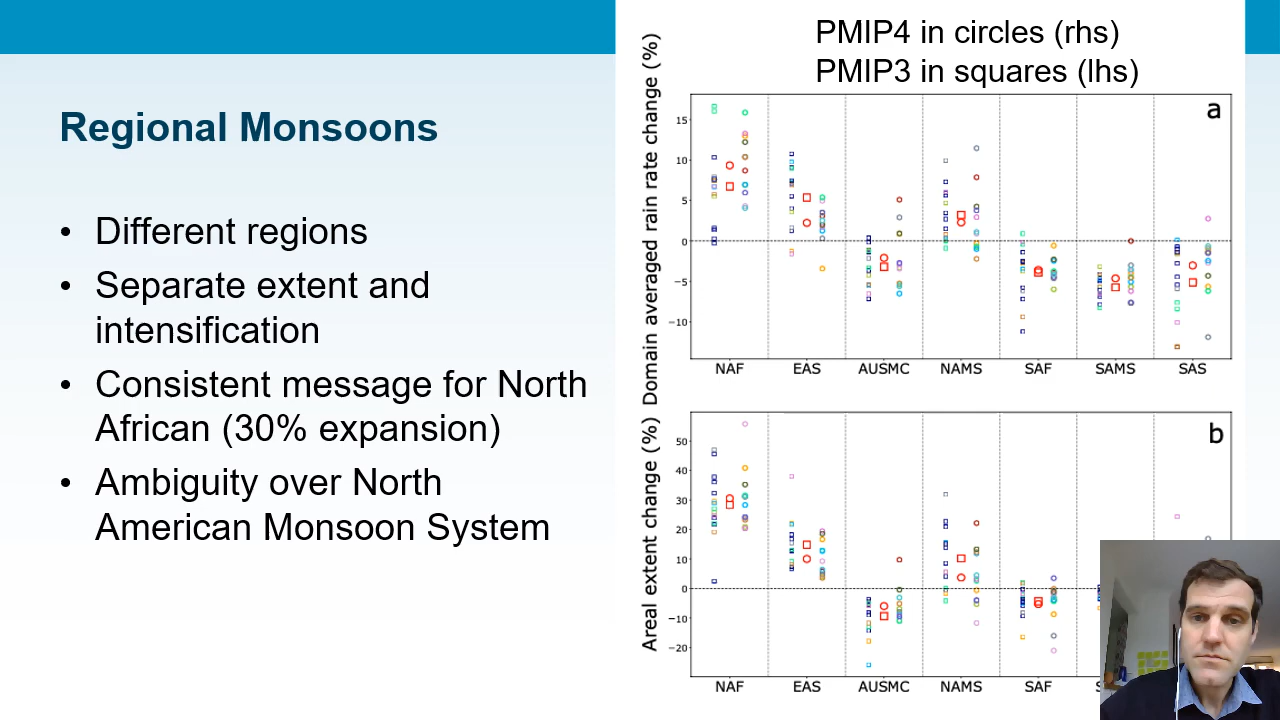 PMIP4 in circles (rhs)
PMIP3 in squares (lhs)
Regional Monsoons
• Different regions
• Separate extent and
intensification
• Consistent message for North
African (30% expansion)
• Ambiguity over North
American Monsoon System
Domain averaged rain rate change (%)
a
15
10
5
0
−5
−10
NAF EAS AUSMC NAMS SAF SAMS SAS
Areal extent change (%)
b
50
40
30
20
10
0
−10
−20
NAF EAS AUSMC NAMS SAF